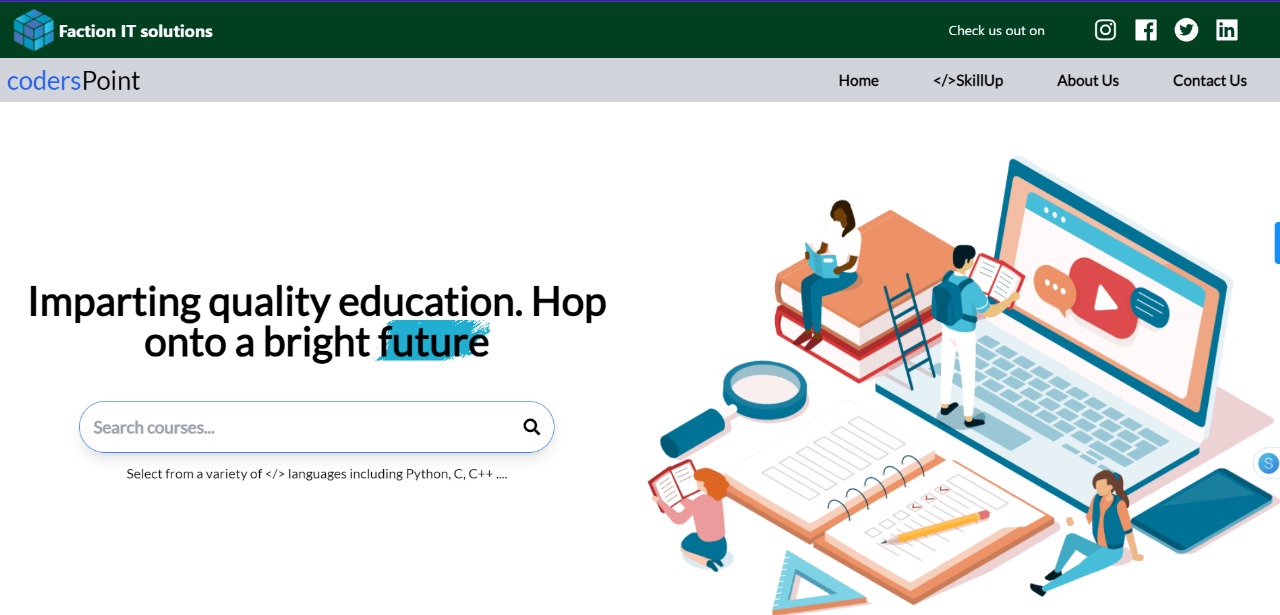 Faction IT solutions
Check us out on
codersPoint
Home
</>SkillUp
About Us
Contact Us
Imparting quality education. Hop
onto a bright future
Search courses...
Select from a variety of </> languages including Python, C, C++ ....
S